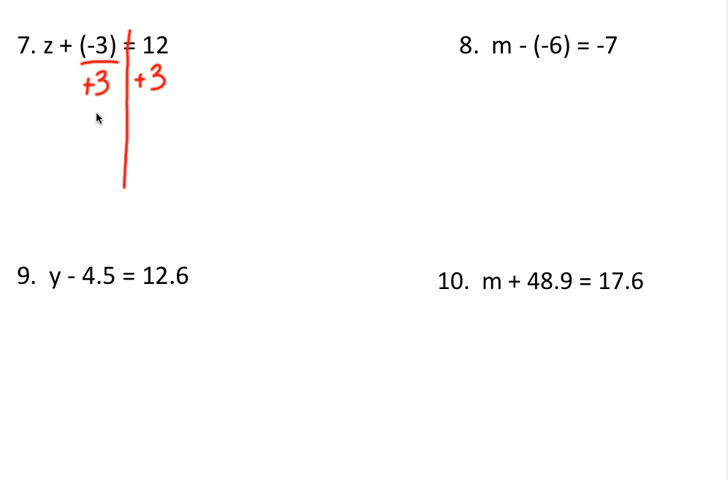 7. z + (-3) = 12
+3 +3
8. m - (-6) = -7
9. y - 4.5 = 12.6
10. m + 48.9 = 17.6